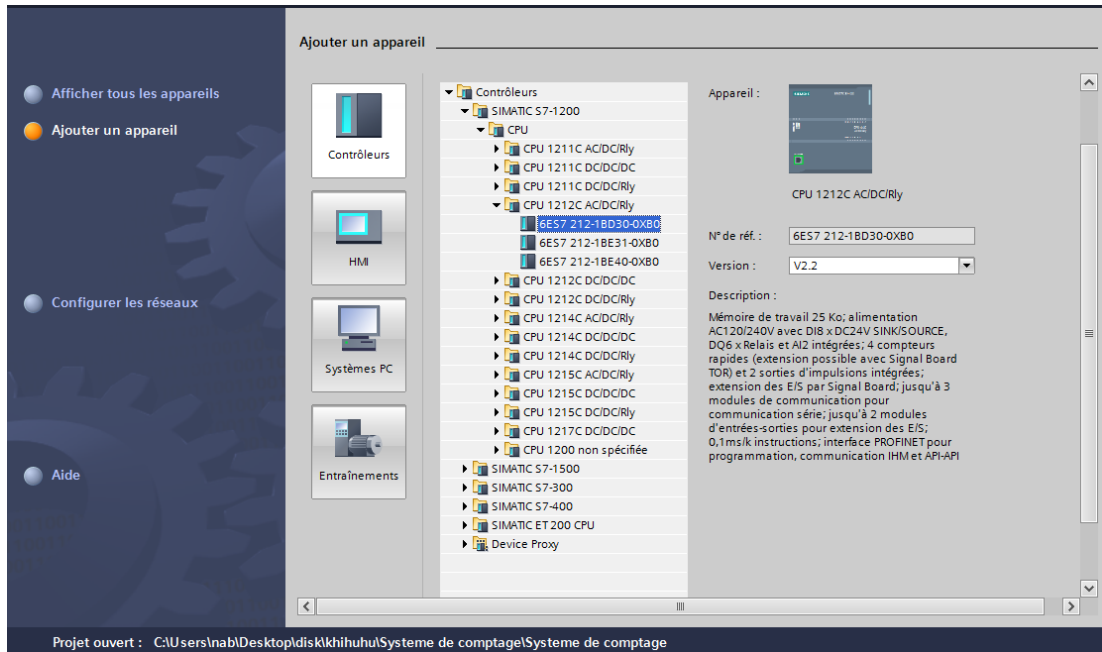 Ajouter un appareil
Afficher tous les appareils
Ajouter un appareil
Configurer les réseaux
Aide
Contrôleurs
HMI
Systèmes PC
Entraînements
Contrôleurs
SIMATIC S7-1200
CPU
CPU 1211C AC/DC/Rly
CPU 1211C DC/DC/DC
CPU 1211C DC/DC/Rly
CPU 1212C AC/DC/Rly
6ES7 212-1BD30-0XB0
6ES7 212-1BE31-0XB0
6ES7 212-1BE40-0XB0
CPU 1212C DC/DC/DC
CPU 1212C DC/DC/Rly
CPU 1214C AC/DC/Rly
CPU 1214C DC/DC/DC
CPU 1214C DC/DC/Rly
CPU 1215C AC/DC/Rly
CPU 1215C DC/DC/DC
CPU 1215C DC/DC/Rly
CPU 1217C DC/DC/DC
CPU 1200 non spécifiée
SIMATIC S7-1500
SIMATIC S7-300
SIMATIC S7-400
SIMATIC ET 200 CPU
Device Proxy
Appareil :
CPU 1212C AC/DC/Rly
N° de réf. : 6ES7 212-1BD30-0XB0
Version : V2.2
Description :
Mémoire de travail 25 Ko; alimentation
AC120/240V avec DI8 x DC24V SINK/SOURCE,
DQ6 x Relais et AI2 intégrées; 4 compteurs
rapides (extension possible avec Signal Board
TOR) et 2 sorties d'impulsions intégrées;
extension des E/S par Signal Board; jusqu'à 3
modules de communication pour
communication série; jusqu'à 2 modules
d'entrées-sorties pour extension des E/S;
0,1ms/k instructions; interface PROFINET pour
programmation, communication IHM et API-API
Projet ouvert : C:\Users\nab\Desktop\disk\khihuhu\Systeme de comptage\Systeme de comptage